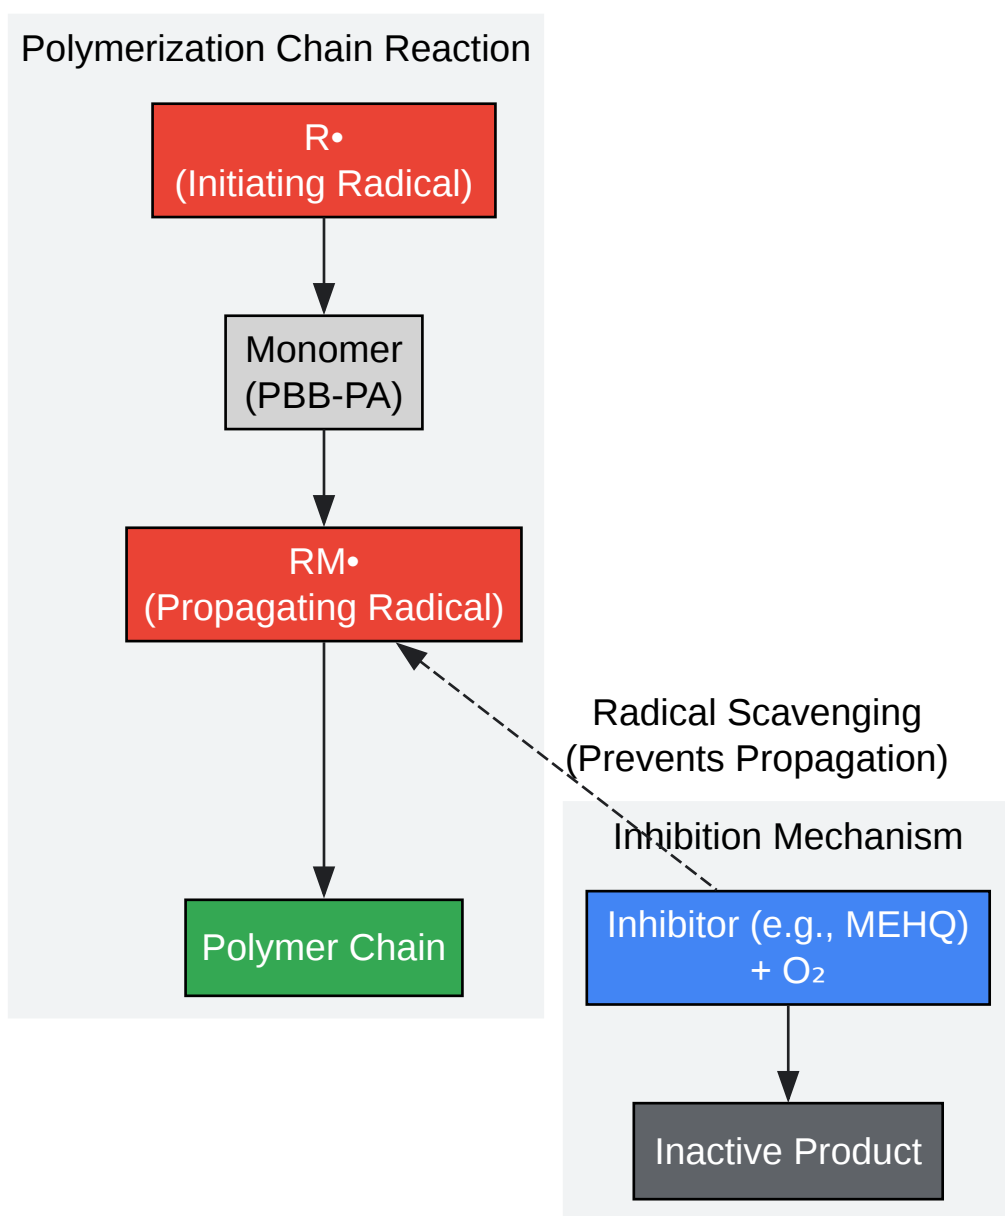 Polymerization Chain Reaction
R•
(Initiating Radical)
Monomer
(PBB-PA)
RM•
(Propagating Radical)
Radical Scavenging
(Prevents Propagation)
Inhibition Mechanism
Inhibitor (e.g., MEHQ)
+ O₂
Polymer Chain
Inactive Product